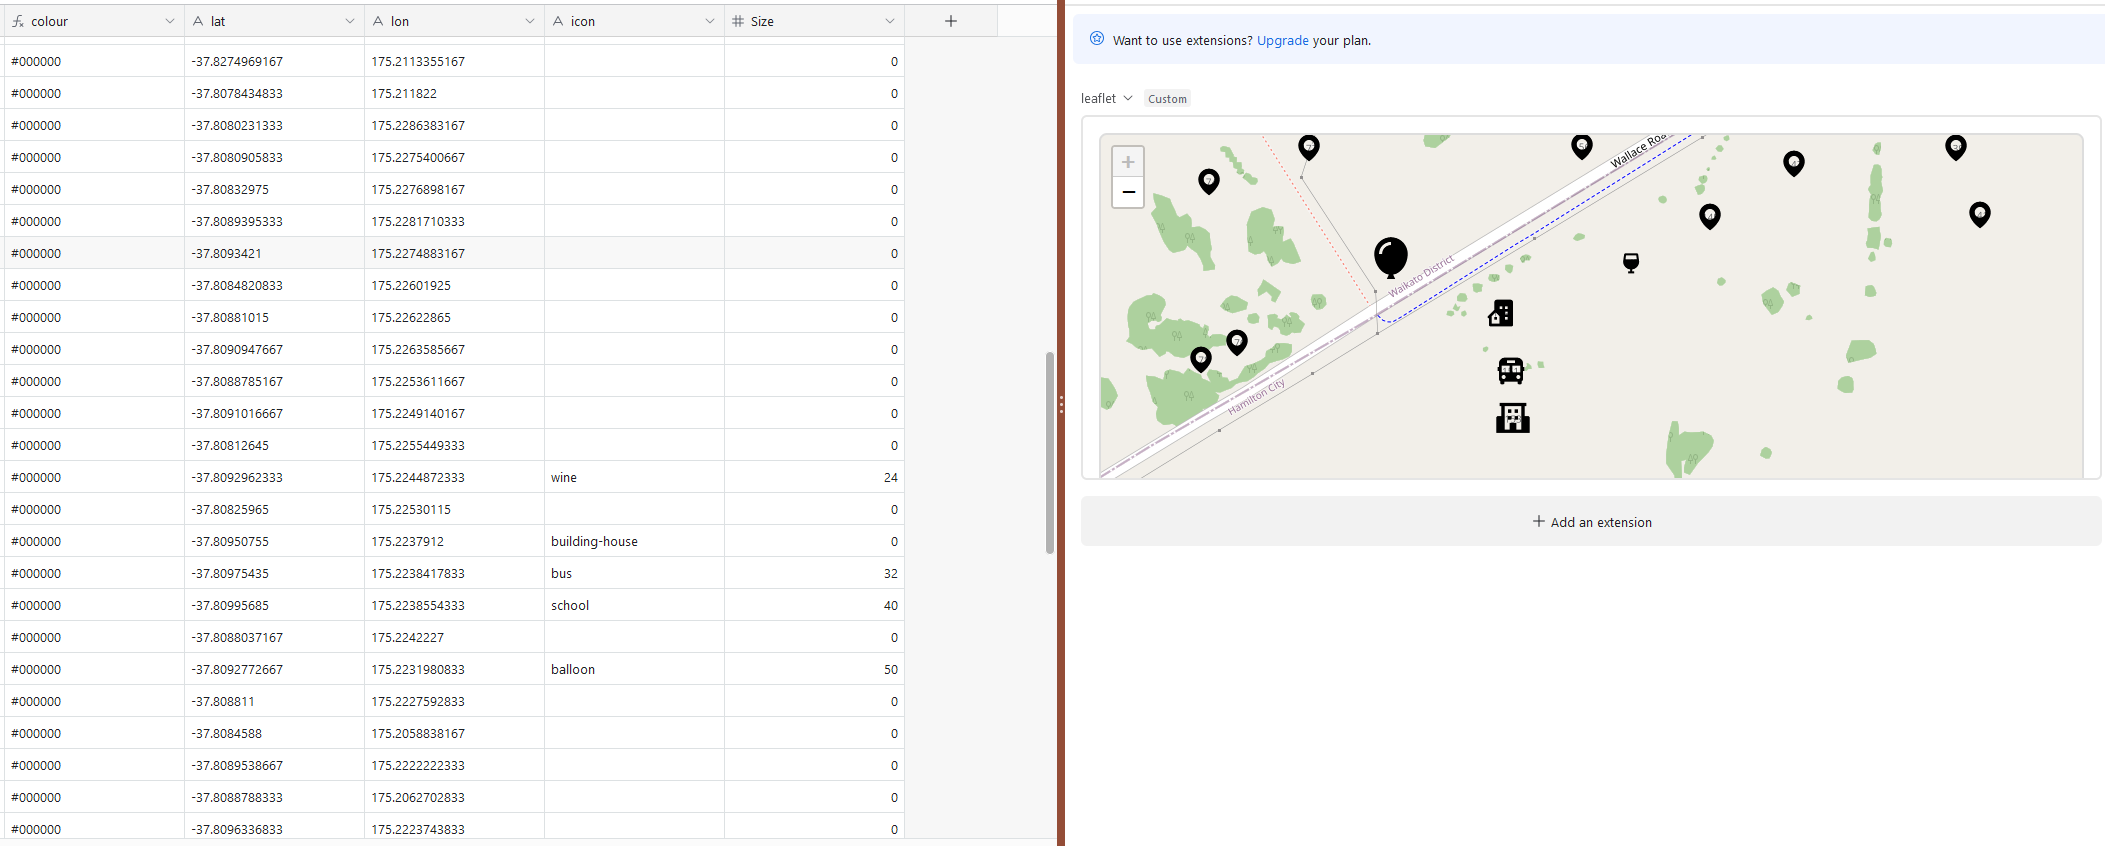 colour lat lon icon Size
#000000 -37.8274969167 175.2113355167 0
#000000 -37.8078434833 175.211822 0
#000000 -37.8080231333 175.2286383167 0
#000000 -37.8080905833 175.2275400667 0
#000000 -37.80832975 175.2276898167 0
#000000 -37.8089395333 175.2281710333 0
#000000 -37.8093421 175.2274883167 0
#000000 -37.8084820833 175.22601925 0
#000000 -37.80881015 175.22622865 0
#000000 -37.8090947667 175.2263585667 0
#000000 -37.8088785167 175.2253611667 0
#000000 -37.8091016667 175.2249140167 0
#000000 -37.80812645 175.2255449333 0
#000000 -37.8092962333 175.2244872333 wine 24
#000000 -37.80825965 175.22530115 0
#000000 -37.80950755 175.2237912 building-house 0
#000000 -37.80975435 175.2238417833 bus 32
#000000 -37.80995685 175.2238554333 school 40
#000000 -37.8088037167 175.2242227 0
#000000 -37.8092772667 175.2231980833 balloon 50
#000000 -37.808811 175.2227592833 0
#000000 -37.8084588 175.2058838167 0
#000000 -37.8089538667 175.2222222333 0
#000000 -37.8088788333 175.2062702833 0
#000000 -37.8096336833 175.2223743833 0
Want to use extensions? Upgrade your plan.
leaflet Custom
+
−
Wallace Roa
Waikato District
Hamilton City
+ Add an extension